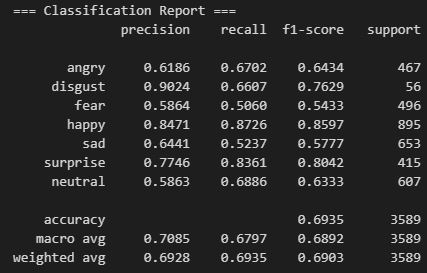 === Classification Report ===
precision recall f1-score support
angry 0.6186 0.6702 0.6434 467
disgust 0.9024 0.6607 0.7629 56
fear 0.5864 0.5060 0.5433 496
happy 0.8471 0.8726 0.8597 895
sad 0.6441 0.5237 0.5777 653
surprise 0.7746 0.8361 0.8042 415
neutral 0.5863 0.6886 0.6333 607
accuracy 0.6935 3589
macro avg 0.7085 0.6797 0.6892 3589
weighted avg 0.6928 0.6935 0.6903 3589